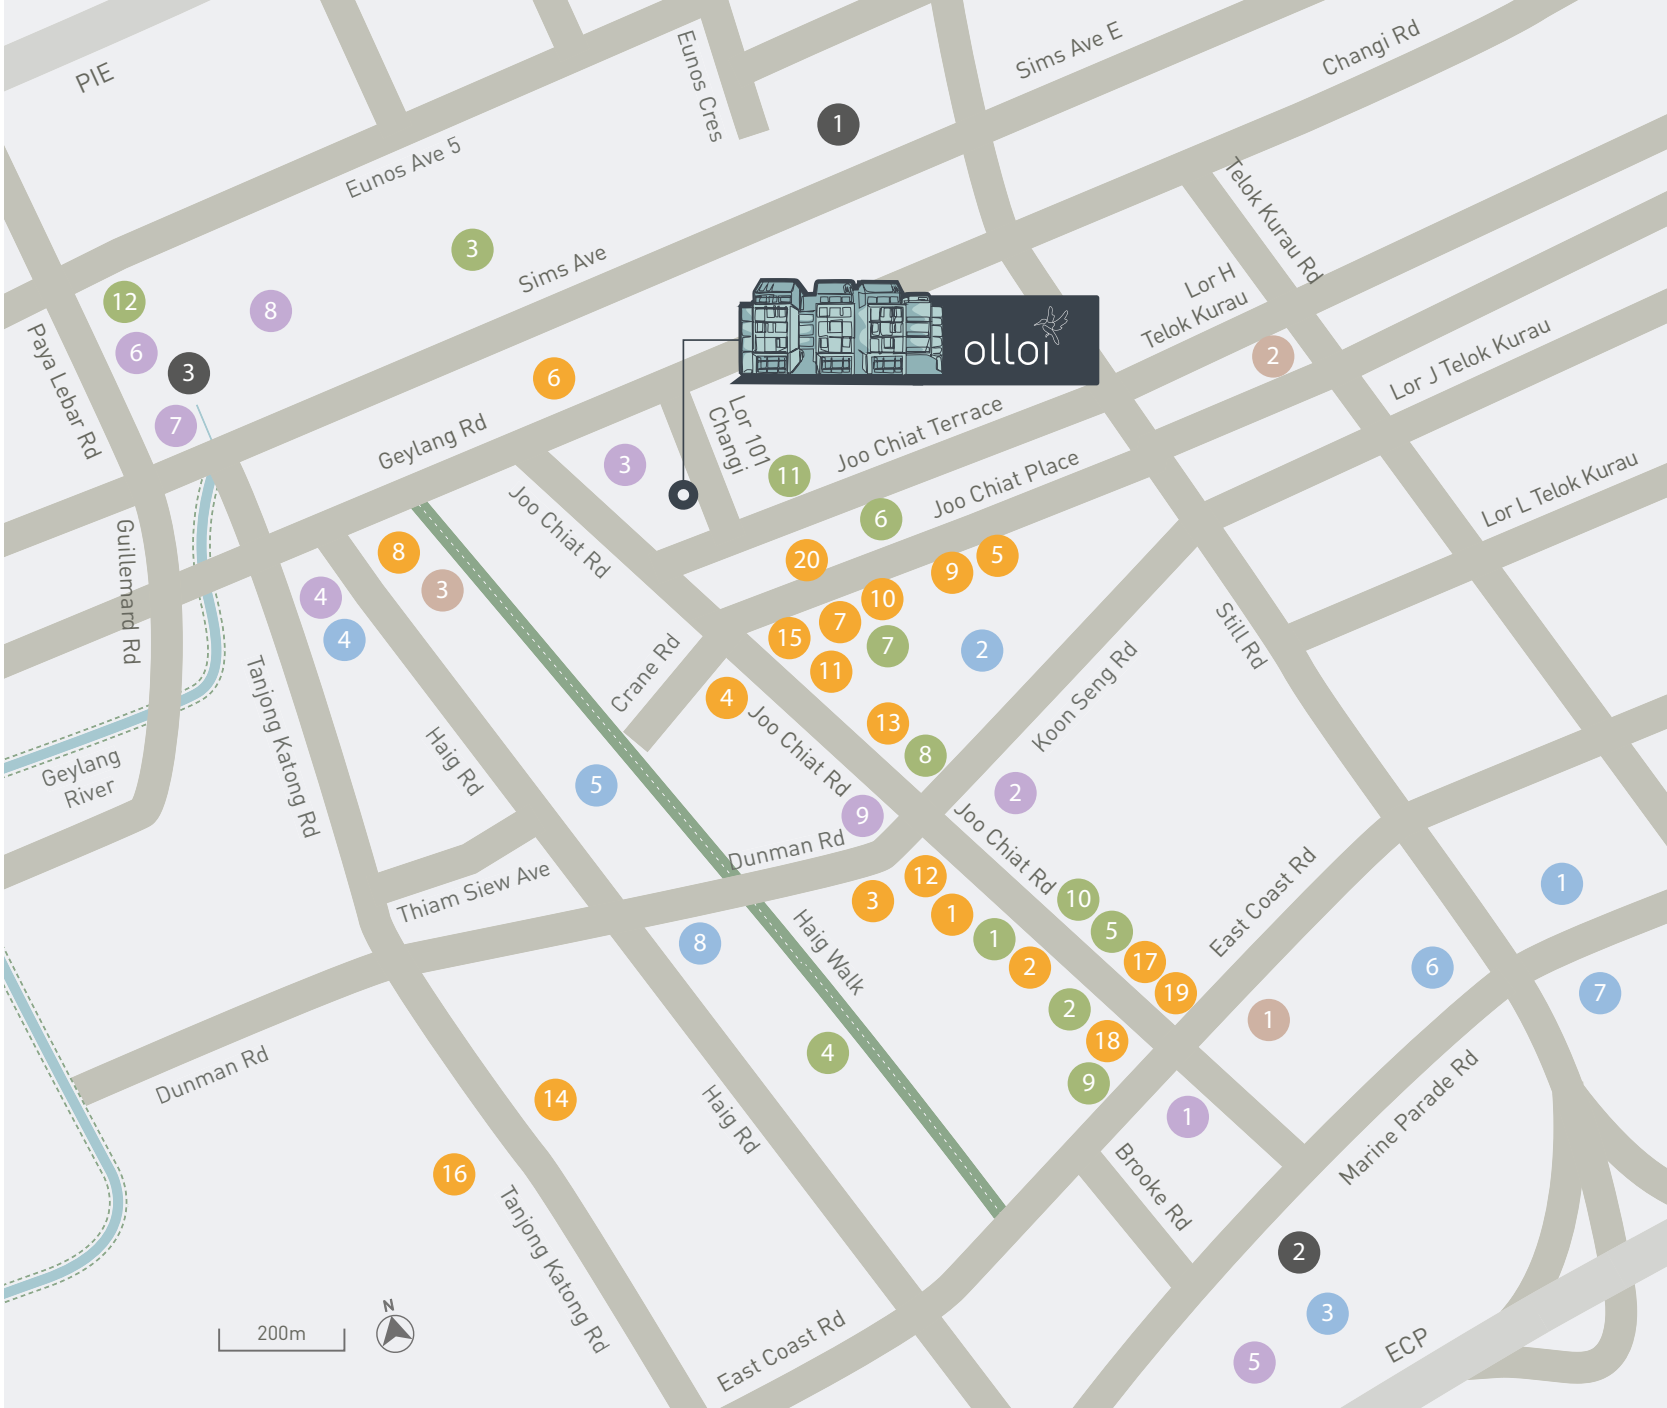 PIE
Eunos Ave 5
Eunos Cres
Sims Ave E
Changi Rd
1
3
Sims Ave
Telok Kurau Rd
Lor H
Telok Kurau
12
8
6
3
7
Paya Lebar Rd
olloi
2
Lor J Telok Kurau
6
Geylang Rd
Lor 101
Changi
Joo Chiat Terrace
3
11
Joo Chiat Place
Lor L Telok Kurau
Joo Chiat Rd
6
Guillemard Rd
8
3
4
4
20
9
5
10
7
15
7
11
2
Still Rd
Crane Rd
4
Koon Seng Rd
Tanjong Katong Rd
Haig Rd
Joo Chiat Rd
13
8
Geylang
River
5
9
2
Dunman Rd
Joo Chiat Rd
East Coast Rd
Thiam Siew Ave
12
3
1
10
5
1
8
Haig Walk
1
2
17
19
6
7
2
18
1
4
9
Dunman Rd
14
Haig Rd
1
Marine Parade Rd
16
Brooke Rd
Tanjong Katong Rd
2
3
5
ECP
East Coast Rd
200m
N